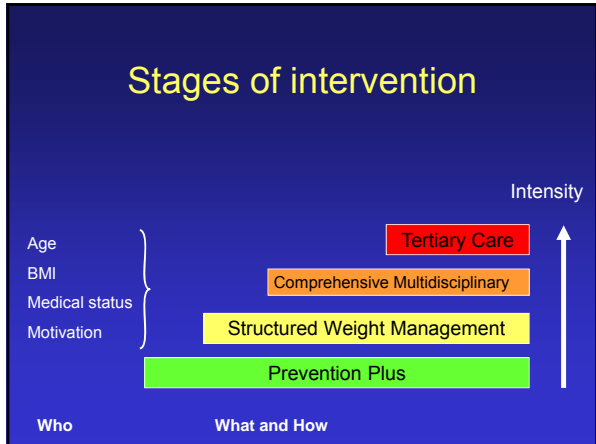 Stages of intervention
Intensity
Age
BMI
Medical status
Motivation
Tertiary Care
Comprehensive Multidisciplinary
Structured Weight Management
Prevention Plus
Who
What and How